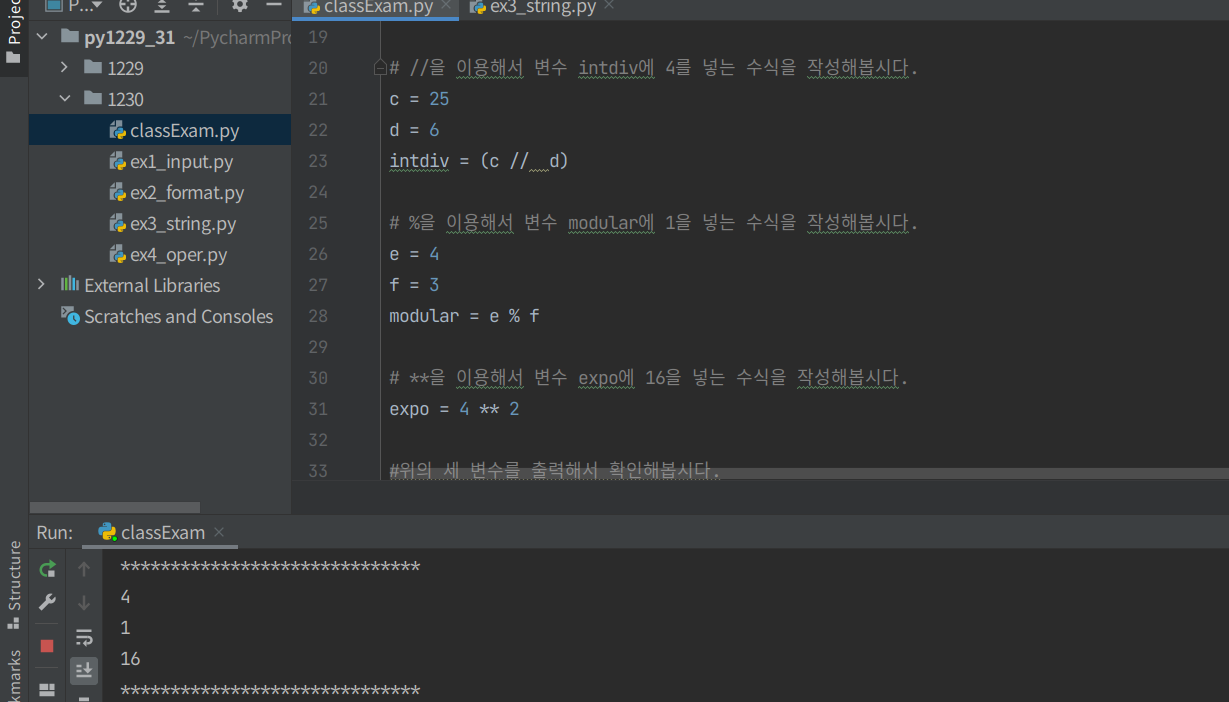 Project
P...
classExam.py
ex3_string.py
py1229_31 ~/PycharmPro
1229
1230
classExam.py
ex1_input.py
ex2_format.py
ex3_string.py
ex4_oper.py
External Libraries
Scratches and Consoles
19
20 # //을 이용해서 변수 intdiv에 4를 넣는 수식을 작성해봅시다.
21 c = 25
22 d = 6
23 intdiv = (c //  d)
24
25 # %을 이용해서 변수 modular에 1을 넣는 수식을 작성해봅시다.
26 e = 4
27 f = 3
28 modular = e % f
29
30 # **을 이용해서 변수 expo에 16을 넣는 수식을 작성해봅시다.
31 expo = 4 ** 2
32
33 #위의 세 변수를 출력해서 확인해봅시다.
Run: classExam
Structure
kmarks
******************************
4
1
16
******************************